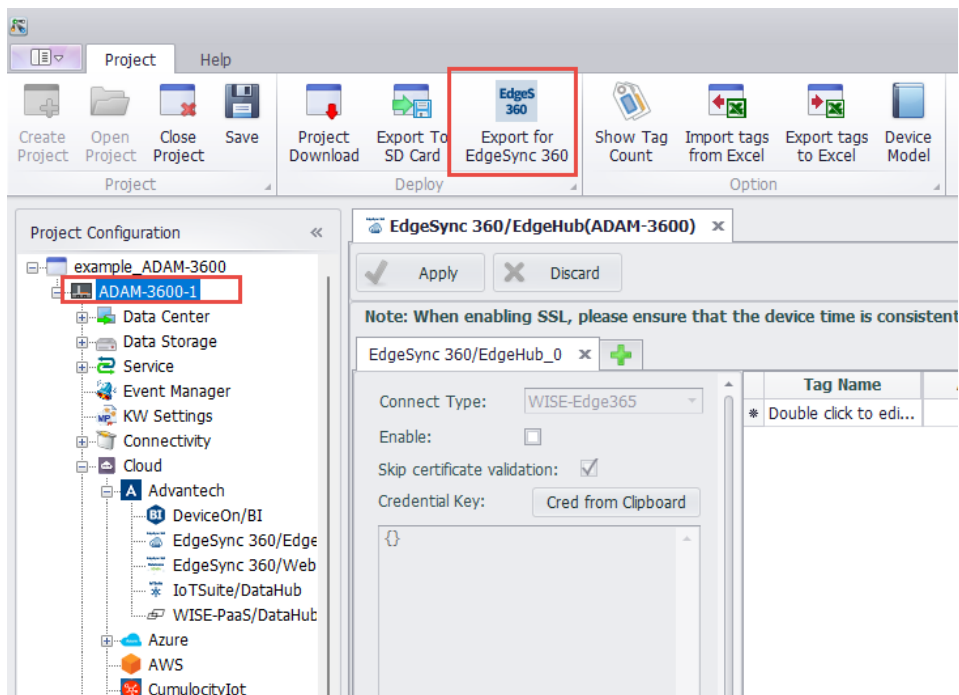 Project Help
EdgeS
360
Create
Project
Open
Project
Close
Project
Save
Project
Download
Export To
SD Card
Export for
EdgeSync 360
Show Tag
Count
Import tags
from Excel
Export tags
to Excel
Device
Model
Project
Deploy
Option
Project Configuration
example_ADAM-3600
ADAM-3600-1
Data Center
Data Storage
Service
Event Manager
KW Settings
Connectivity
Cloud
A Advantech
BI DeviceOn/BI
EdgeSync 360/Edge
EdgeSync 360/Web
IoTSuite/DataHub
WISE-PaaS/DataHub
Azure
AWS
CumulocityIot
EdgeSync 360/EdgeHub(ADAM-3600)
Apply
Discard
Note: When enabling SSL, please ensure that the device time is consistent
EdgeSync 360/EdgeHub_0
Connect Type: WISE-Edge365
Enable:
Skip certificate validation:
Credential Key: Cred from Clipboard
{}
Tag Name
* Double click to edi...